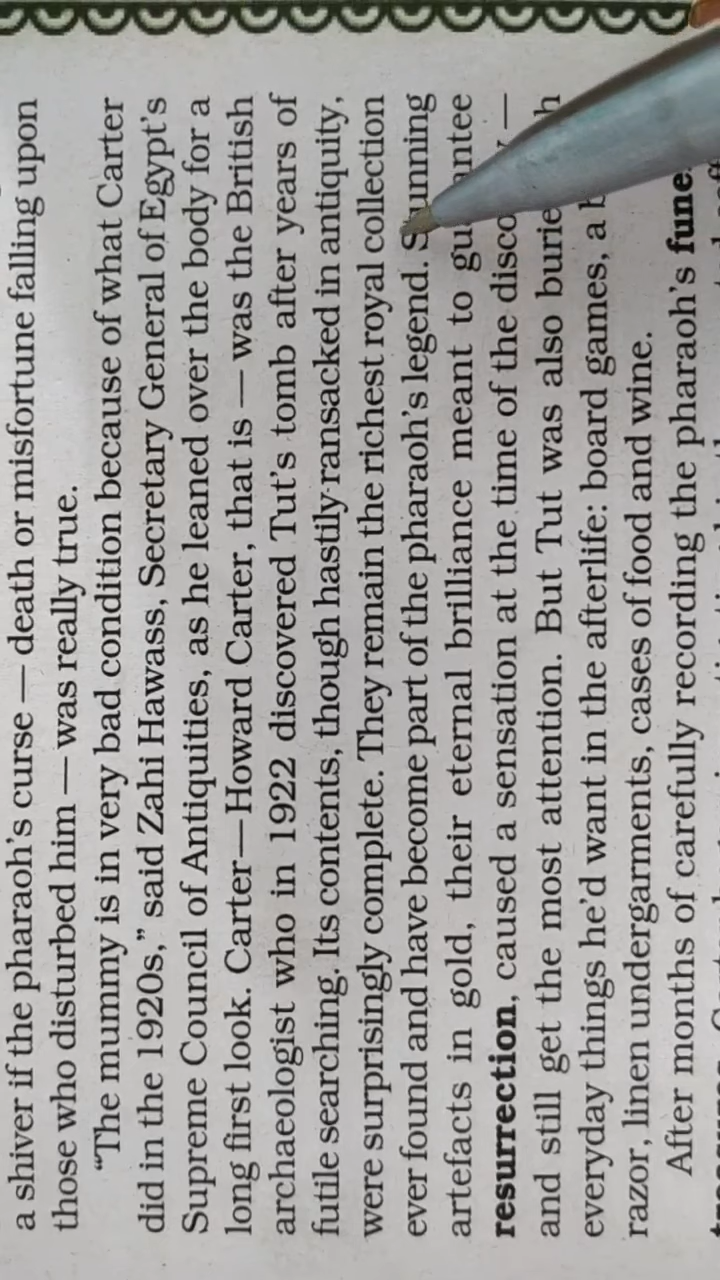 a shiver if the pharaoh's curse — death or misfortune falling upon
those who disturbed him — was really true.
"The mummy is in very bad condition because of what Carter
did in the 1920s," said Zahi Hawass, Secretary General of Egypt's
Supreme Council of Antiquities, as he leaned over the body for a
long first look. Carter—Howard Carter, that is — was the British
archaeologist who in 1922 discovered Tut's tomb after years of
futile searching. Its contents, though hastily ransacked in antiquity,
were surprisingly complete. They remain the richest royal collection
ever found and have become part of the pharaoh's legend. Stunning
artefacts in gold, their eternal brilliance meant to guarantee
resurrection, caused a sensation at the time of the —
and still get the most attention. But Tut was also
everyday things he'd want in the afterlife: board games, a
razor, linen undergarments, cases of food and wine.
After months of carefully recording the pharaoh's